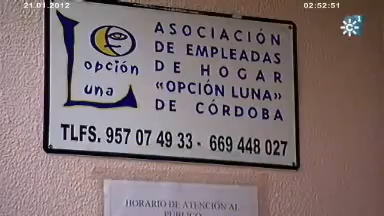 21.01.2012
02:52:51
opción
Luna
ASOCIACIÓN
DE EMPLEADAS
DE HOGAR
«OPCIÓN LUNA»
DE CÓRDOBA
TLFS. 957 07 49 33 - 669 448 027
HORARIO DE ATENCIÓN AL
PÚBLICO